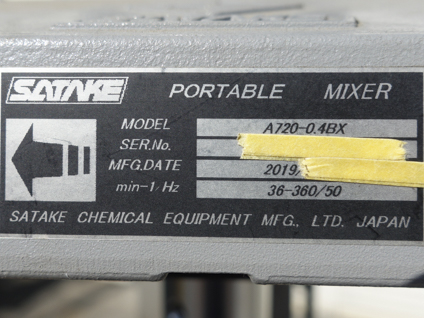 SATAKE PORTABLE MIXER
MODEL A720-0.4BX
SER.No.
MFG.DATE 2019/
min-1/Hz 36-360/50
SATAKE CHEMICAL EQUIPMENT MFG., LTD. JAPAN